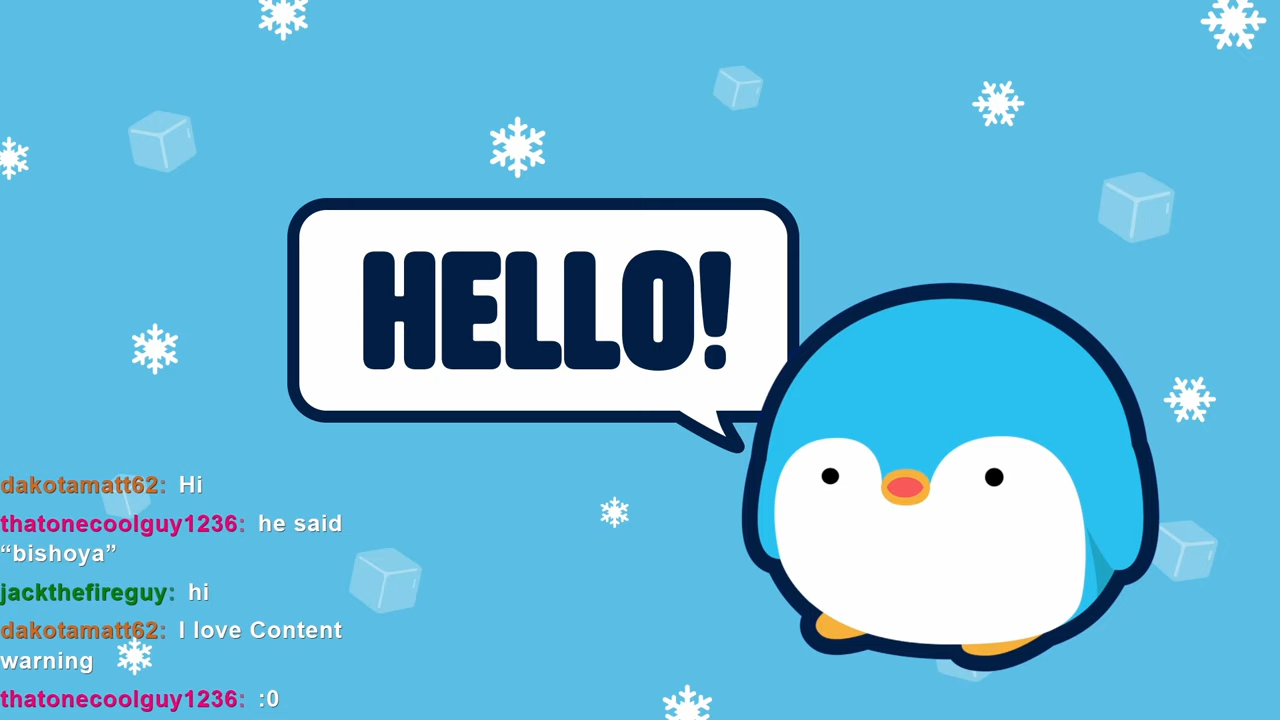 HELLO!
dakotamatt62: Hi
thatonecoolguy1236: he said
“bishoya”
jackthefireguy: hi
dakotamatt62: I love Content
warning
thatonecoolguy1236: :0